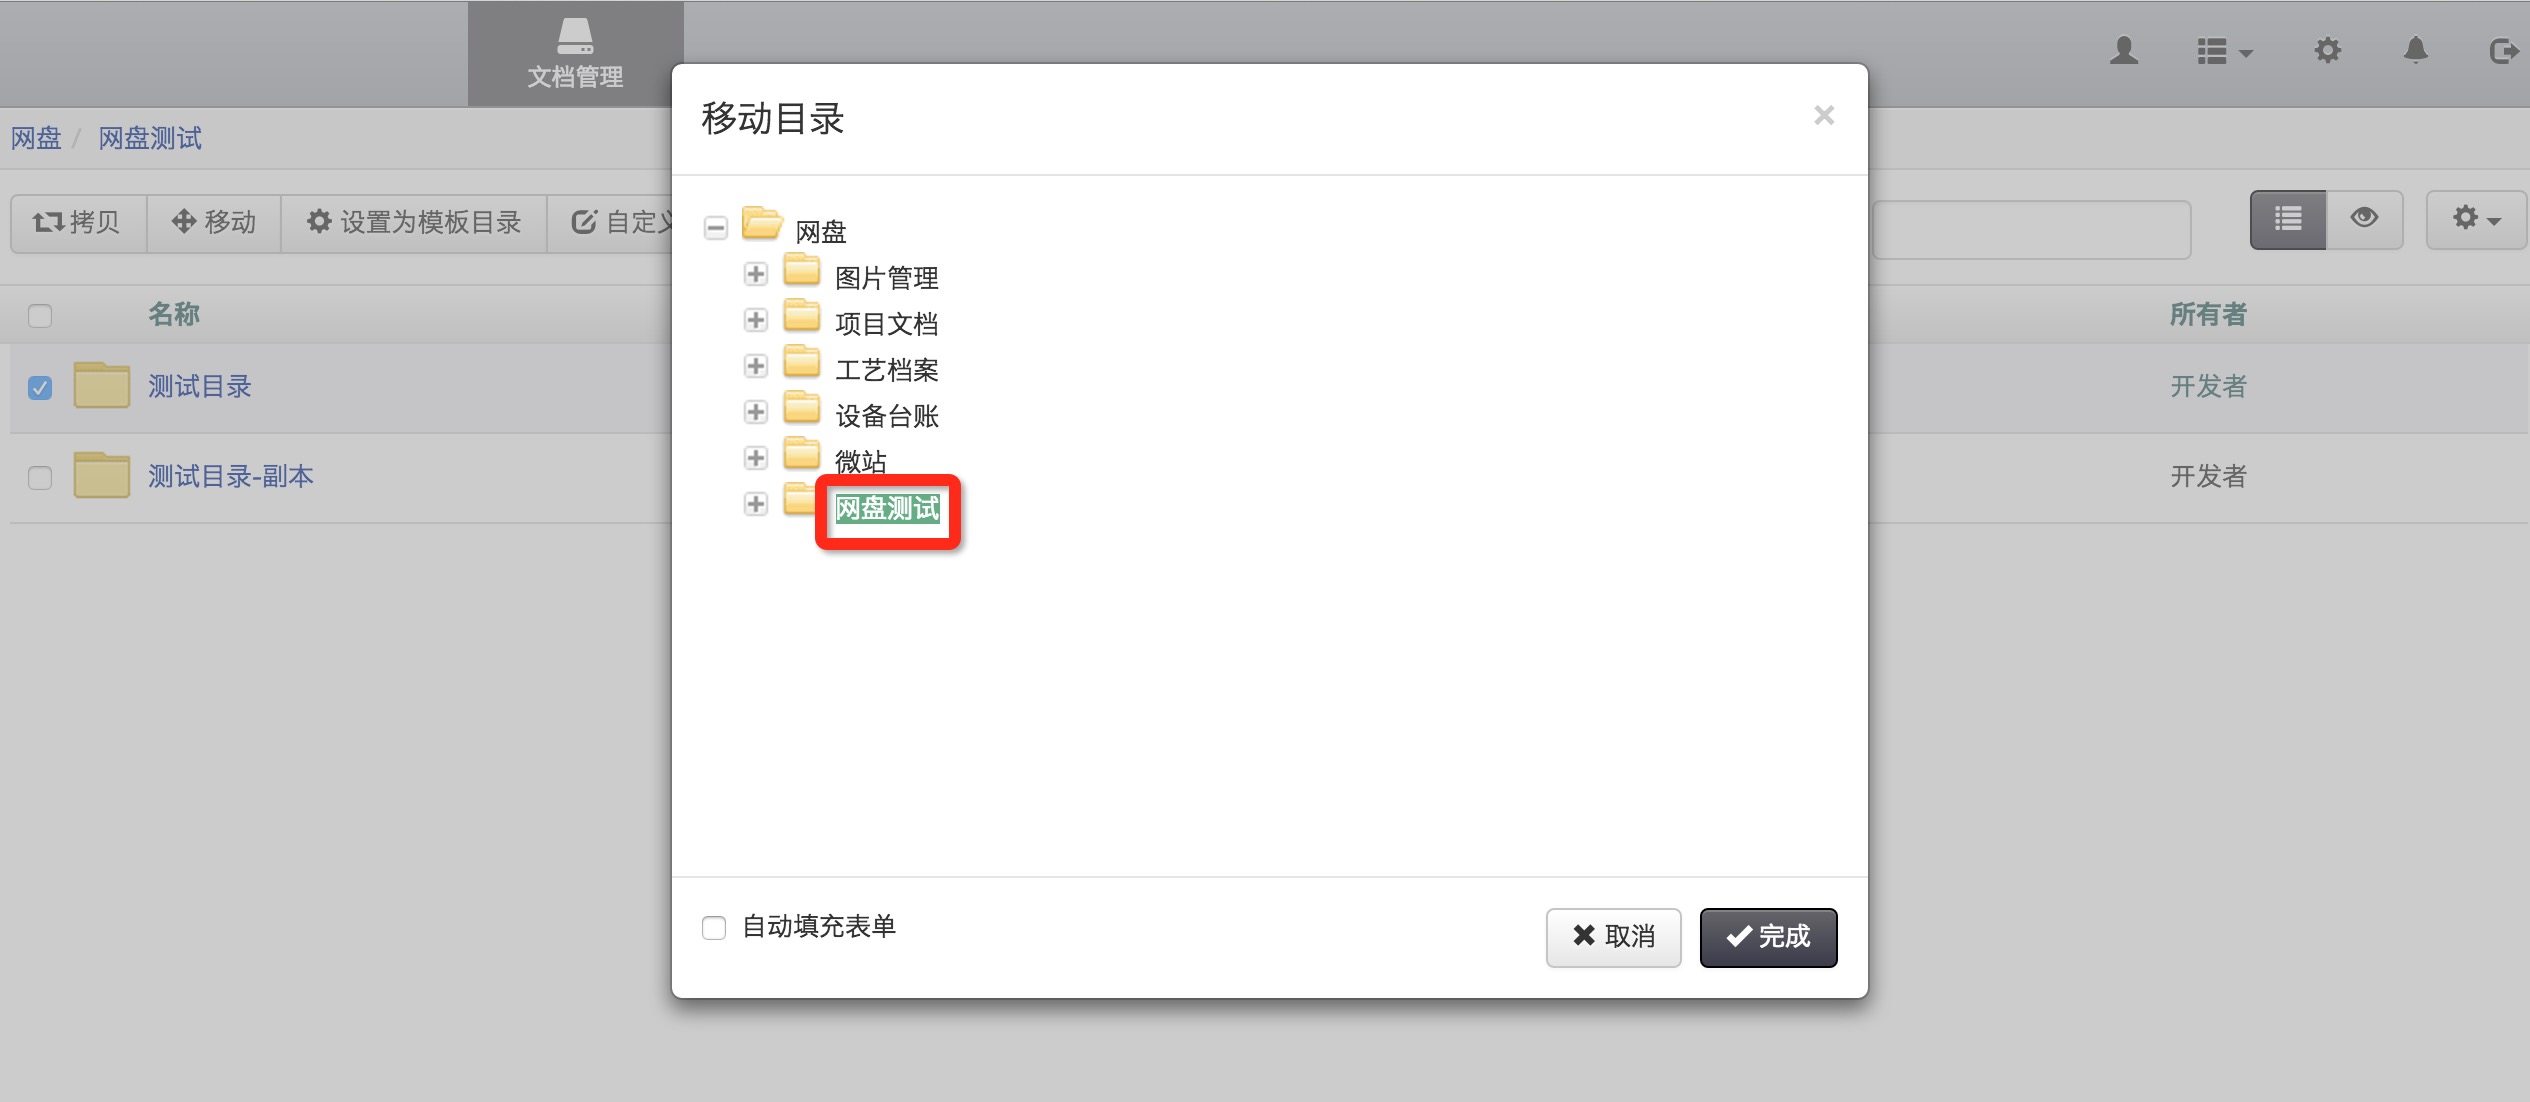 文档管理
网盘 / 网盘测试
拷贝 移动 设置为模板目录 自定义
名称 所有者
测试目录 开发者
测试目录-副本 开发者
移动目录
网盘
图片管理
项目文档
工艺档案
设备台账
微站
网盘测试
自动填充表单 取消 完成